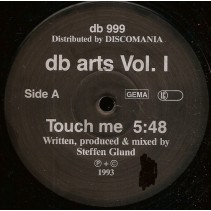 db 999
Distributed by DISCOMANIA
db arts Vol. I
Side A
GEMA
LC
Touch me 5:48
Written, produced & mixed by
Steffen Glund
℗ + ©
1993